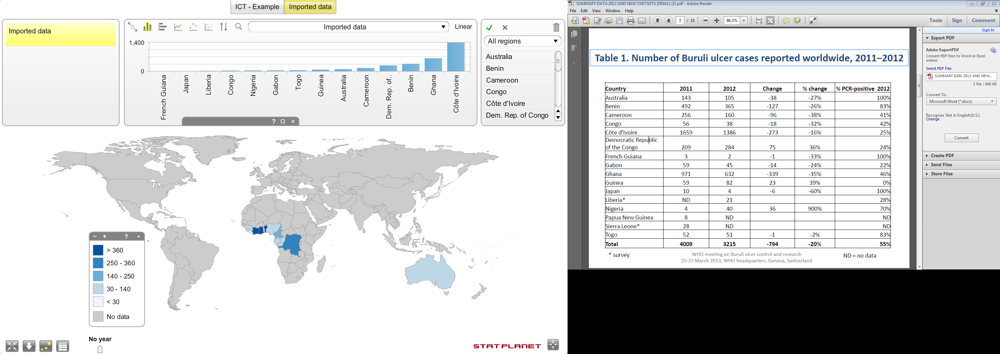 ICT - Example
Imported data
Imported data
Imported data
Linear
1,400
0
French Guiana
Japan
Liberia
Congo
Nigeria
Gabon
Togo
Guinea
Australia
Cameroon
Dem. Rep. of..
Benin
Ghana
Côte d'Ivoire
? 
All regions
Australia
Benin
Cameroon
Congo
Côte d'Ivoire
Dem. Rep. of Congo
− + ?
> 360
250 - 360
140 - 250
30 - 140
< 30
No data
No year
STATPLANET
SUMMARY DATA 2012 AND NEW TARTGETS (FINAL) (2).pdf - Adobe Reader
File Edit View Window Help
3 / 10 86,3% Tools Sign Comment
Table 1. Number of Buruli ulcer cases reported worldwide, 2011–2012
Country 2011 2012 Change % change % PCR-positive 2012
Australia 143 105 -38 -27% 100%
Benin 492 365 -127 -26% 83%
Cameroon 256 160 -96 -38% 41%
Congo 56 38 -18 -32% 42%
Côte d'Ivoire 1659 1386 -273 -16% 25%
Democratic Republic
of the Congo 209 284 75 36% 24%
French Guiana 3 2 -1 -33% 100%
Gabon 59 45 -14 -24% 22%
Ghana 971 632 -339 -35% 46%
Guinea 59 82 23 39% 0%
Japan 10 4 -6 -60% 100%
Liberia* ND 21 28%
Nigeria 4 40 36 900% 70%
Papua New Guinea 8 ND ND
Sierra Leone* 28 ND ND
Togo 52 51 -1 -2% 83%
Total 4009 3215 -794 -20% 55%
* survey
WHO meeting on Buruli ulcer control and research
25-27 March 2013, WHO headquarters, Geneva, Switzerland
ND = no data
Sign In
Export PDF
Adobe ExportPDF
Convert PDF files to Word or Excel
online.
Select PDF File:
SUMMARY DATA 2012 AND NEW...
1 file / 469 KB
Convert To:
Microsoft Word (*.docx)
Recognize Text in English(U.S.)
Change
Convert
Create PDF
Send Files
Store Files